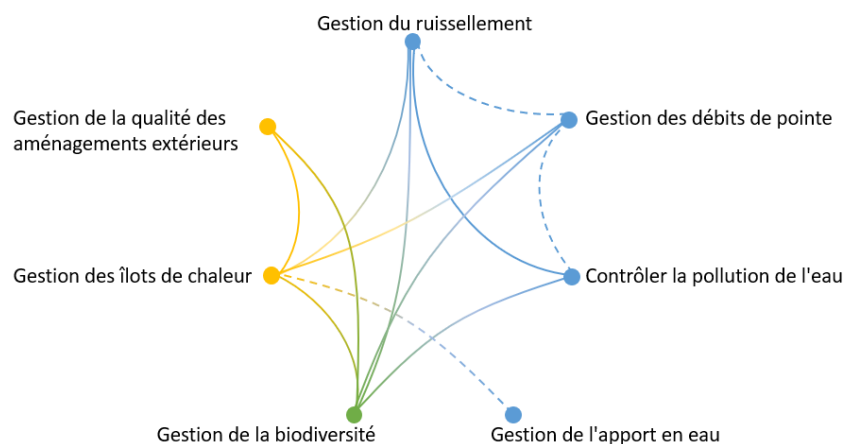 Gestion du ruissellement
Gestion de la qualité des
aménagements extérieurs
Gestion des débits de pointe
Gestion des îlots de chaleur
Contrôler la pollution de l'eau
Gestion de la biodiversité
Gestion de l'apport en eau